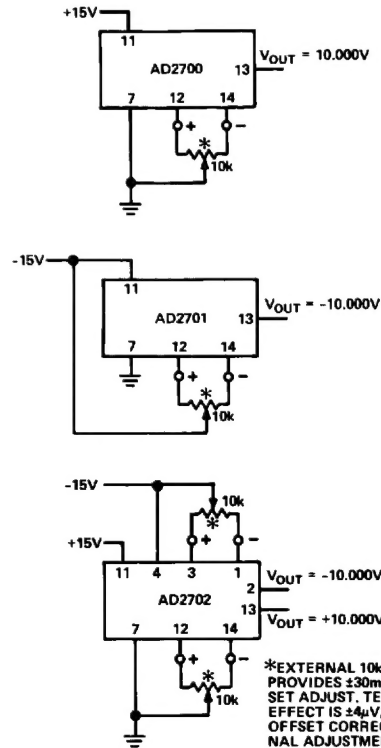 +15V
11
AD2700
13
VOUT = 10.000V
7 12 14
+ −
*
10k
-15V
11
AD2701
13
VOUT = -10.000V
7 12 14
+ −
*
10k
-15V
10k
*
+15V
+ −
11 4 3 1
2
VOUT = -10.000V
AD2702
13
VOUT = +10.000V
7 12 14
+ −
*
10k
*EXTERNAL 10k
PROVIDES ±30m
SET ADJUST. TE
EFFECT IS ±4μV
OFFSET CORREC
NAL ADJUSTME